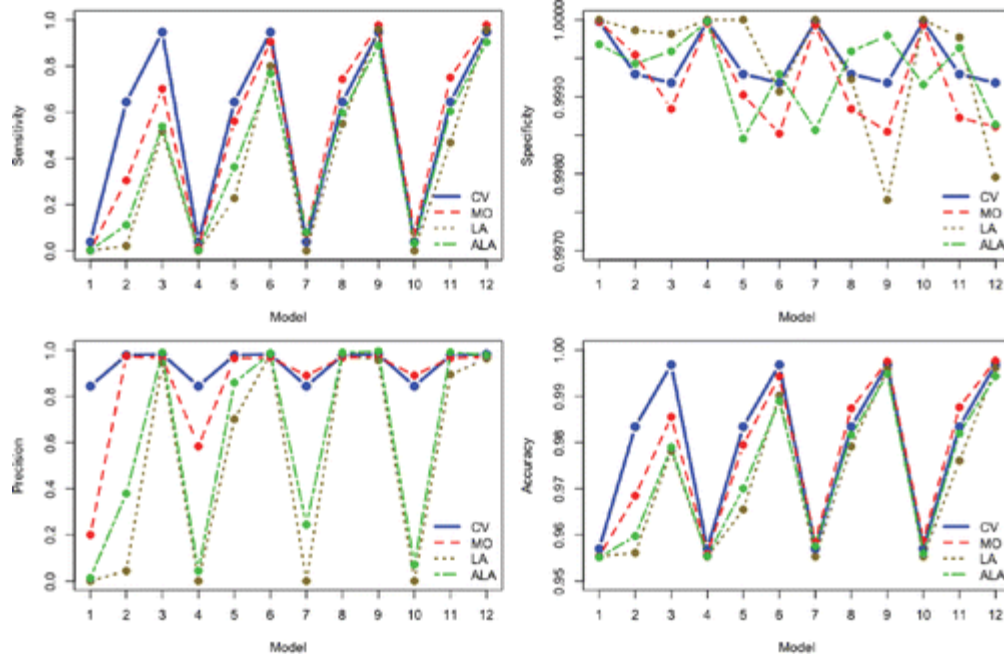 Sensitivity
1.0
0.8
0.6
0.4
0.2
0.0
CV
MO
LA
ALA
1 2 3 4 5 6 7 8 9 10 11 12
Model
Specificity
1.0000
0.9990
0.9980
0.9970
CV
MO
LA
ALA
1 2 3 4 5 6 7 8 9 10 11 12
Model
Precision
1.0
0.8
0.6
0.4
0.2
0.0
CV
MO
LA
ALA
1 2 3 4 5 6 7 8 9 10 11 12
Model
Accuracy
1.00
0.99
0.98
0.97
0.96
0.95
CV
MO
LA
ALA
1 2 3 4 5 6 7 8 9 10 11 12
Model